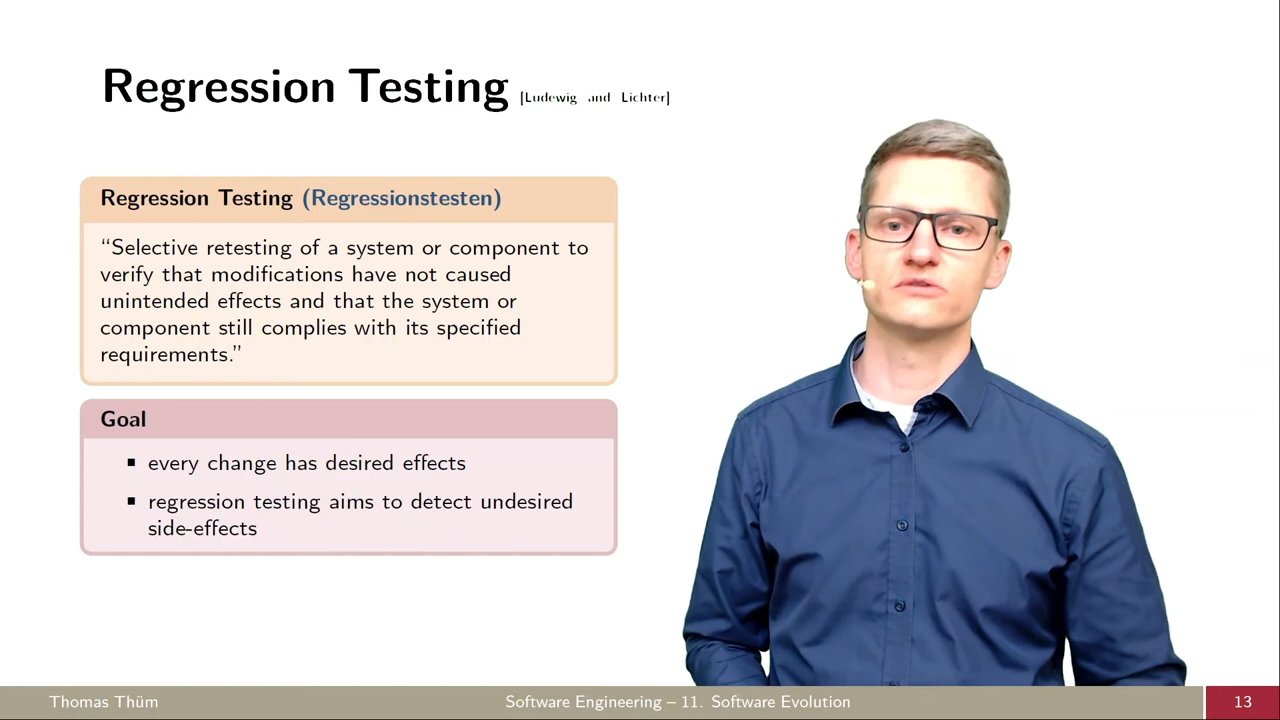 Regression Testing [Ludewig and Lichter]
Regression Testing (Regressionstesten)
“Selective retesting of a system or component to
verify that modifications have not caused
unintended effects and that the system or
component still complies with its specified
requirements.”
Goal
▪ every change has desired effects
▪ regression testing aims to detect undesired
side-effects
Thomas Thüm
Software Engineering – 11. Software Evolution
13